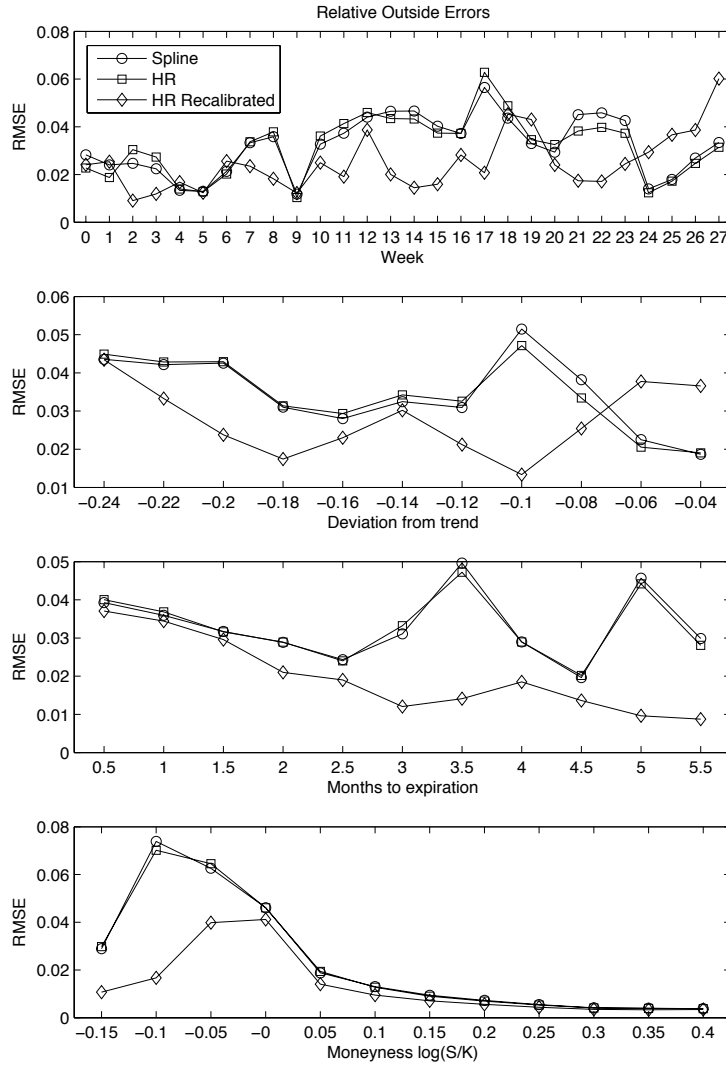 Relative Outside Errors
0.08
0.06
0.04
0.02
0
RMSE
Spline
HR
HR Recalibrated
0 1 2 3 4 5 6 7 8 9 10 11 12 13 14 15 16 17 18 19 20 21 22 23 24 25 26 27
Week
0.06
0.05
0.04
0.03
0.02
0.01
RMSE
−0.24 −0.22 −0.2 −0.18 −0.16 −0.14 −0.12 −0.1 −0.08 −0.06 −0.04
Deviation from trend
0.05
0.04
0.03
0.02
0.01
0
RMSE
0.5 1 1.5 2 2.5 3 3.5 4 4.5 5 5.5
Months to expiration
0.08
0.06
0.04
0.02
0
RMSE
−0.15 −0.1 −0.05 −0 0.05 0.1 0.15 0.2 0.25 0.3 0.35 0.4
Moneyness log(S/K)